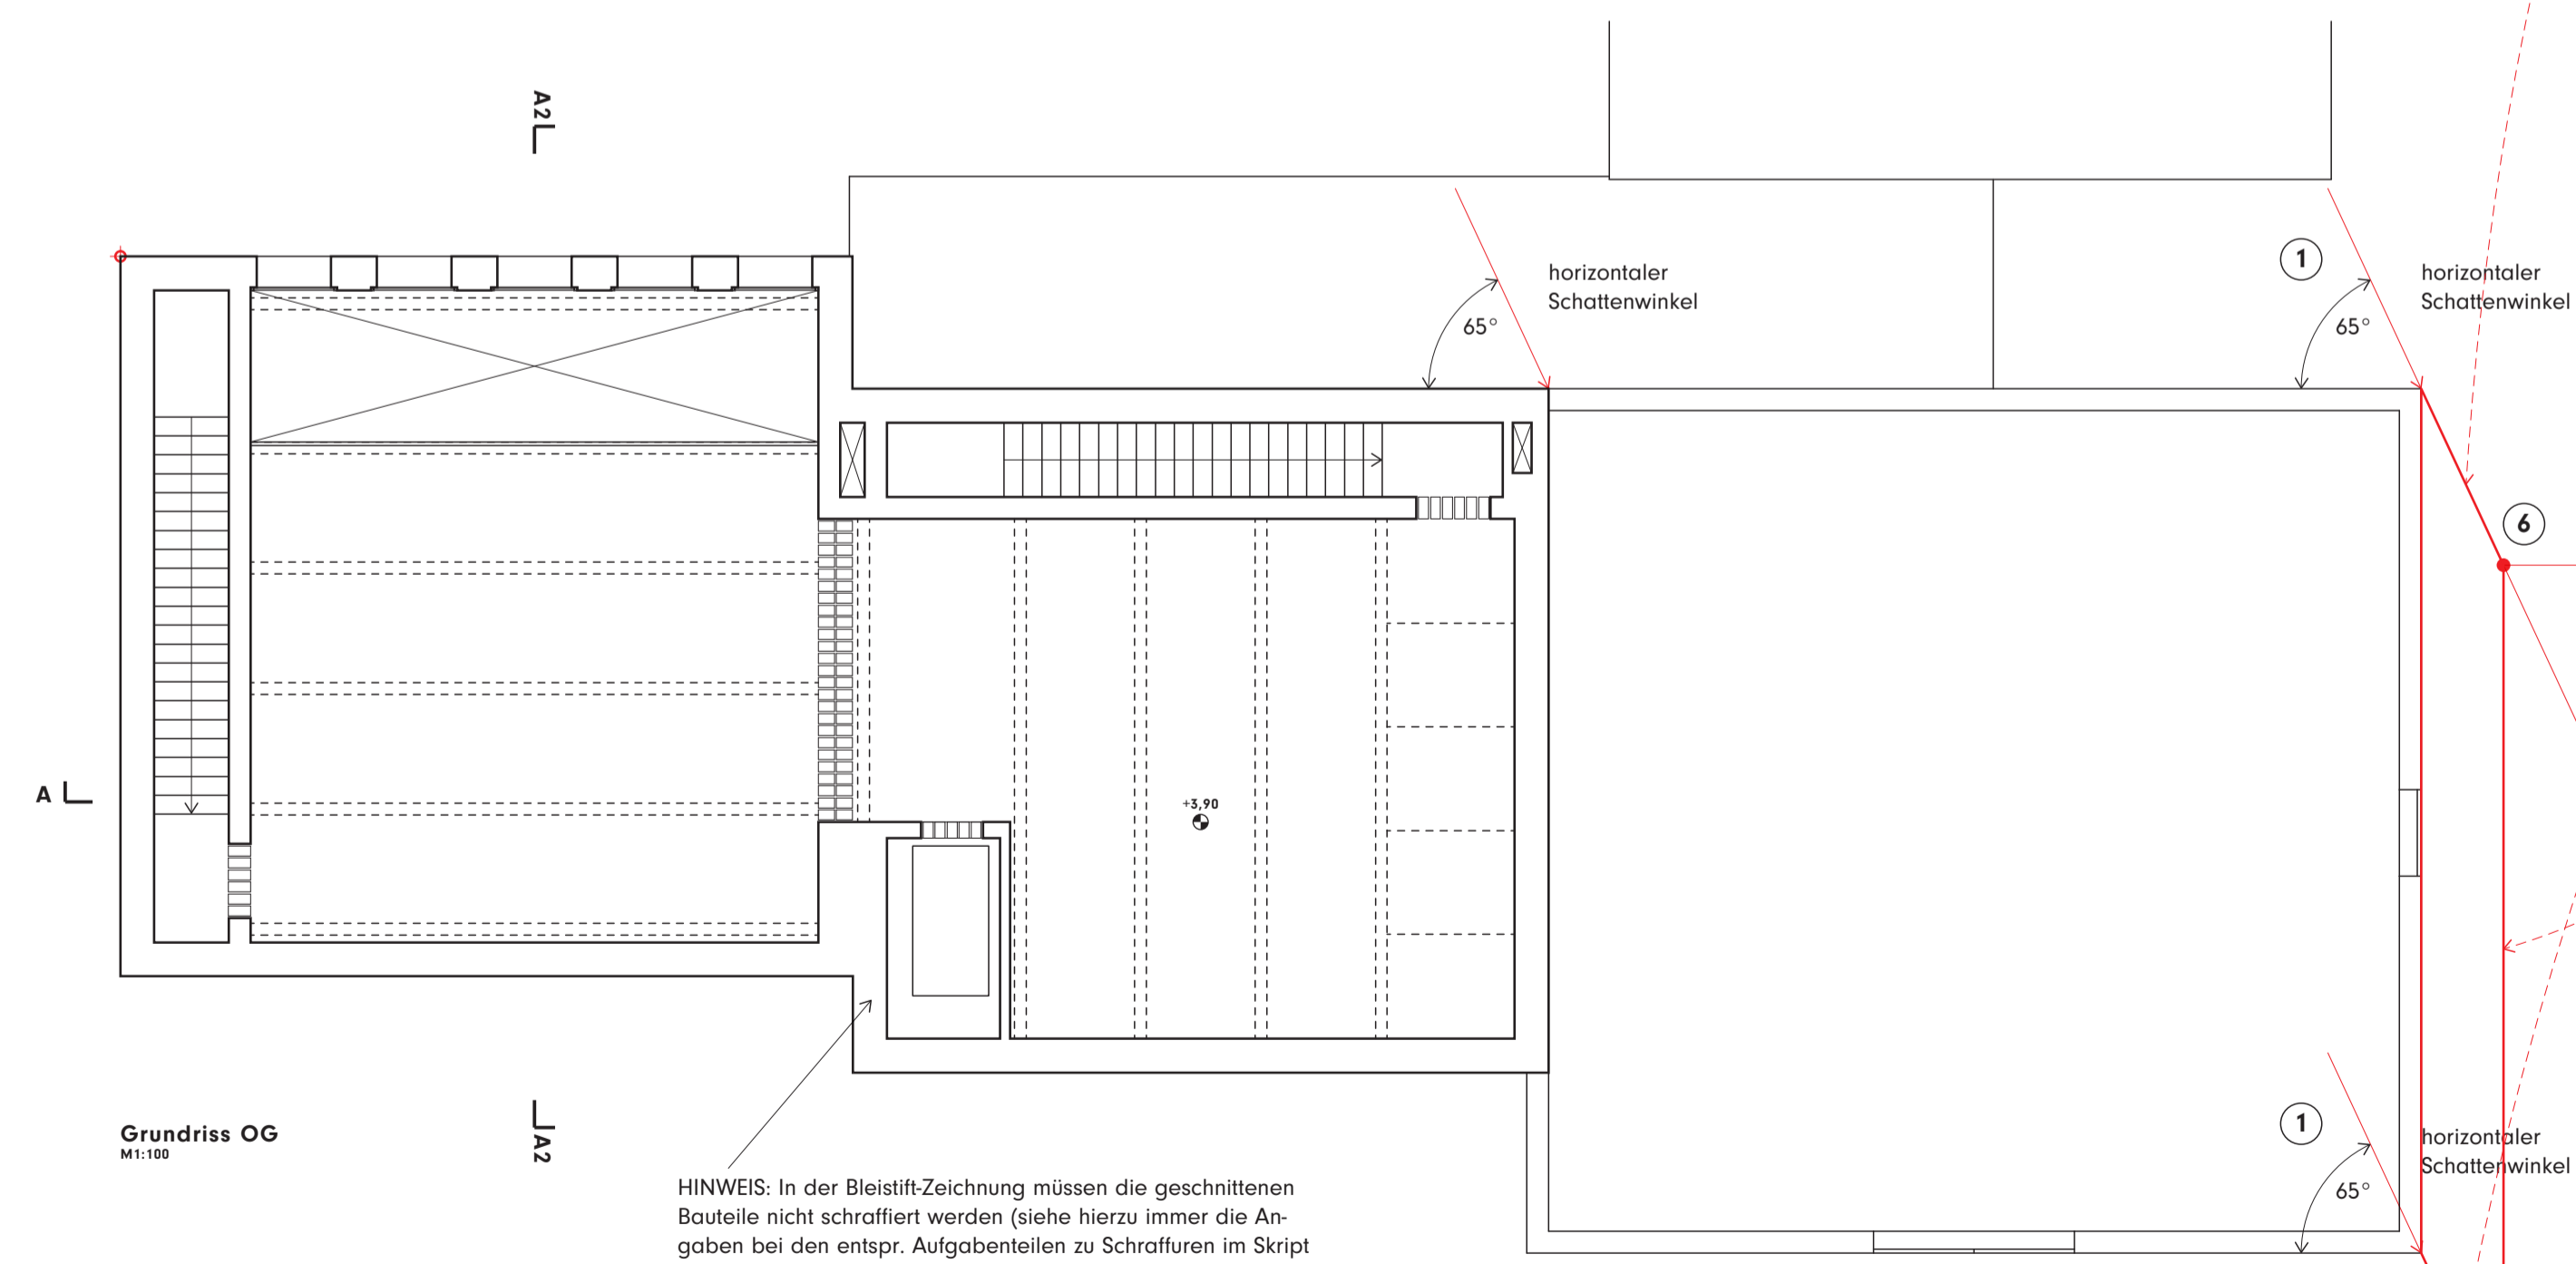 A2
1
horizontaler
Schattenwinkel
65°
horizontaler
Schattenwinkel
65°
6
A
+3,90
1
horizontaler
Schattenwinkel
65°
Grundriss OG
M1:100
A2
HINWEIS: In der Bleistift-Zeichnung müssen die geschnittenen
Bauteile nicht schraffiert werden (siehe hierzu immer die An-
gaben bei den entspr. Aufgabenteilen zu Schraffuren im Skript